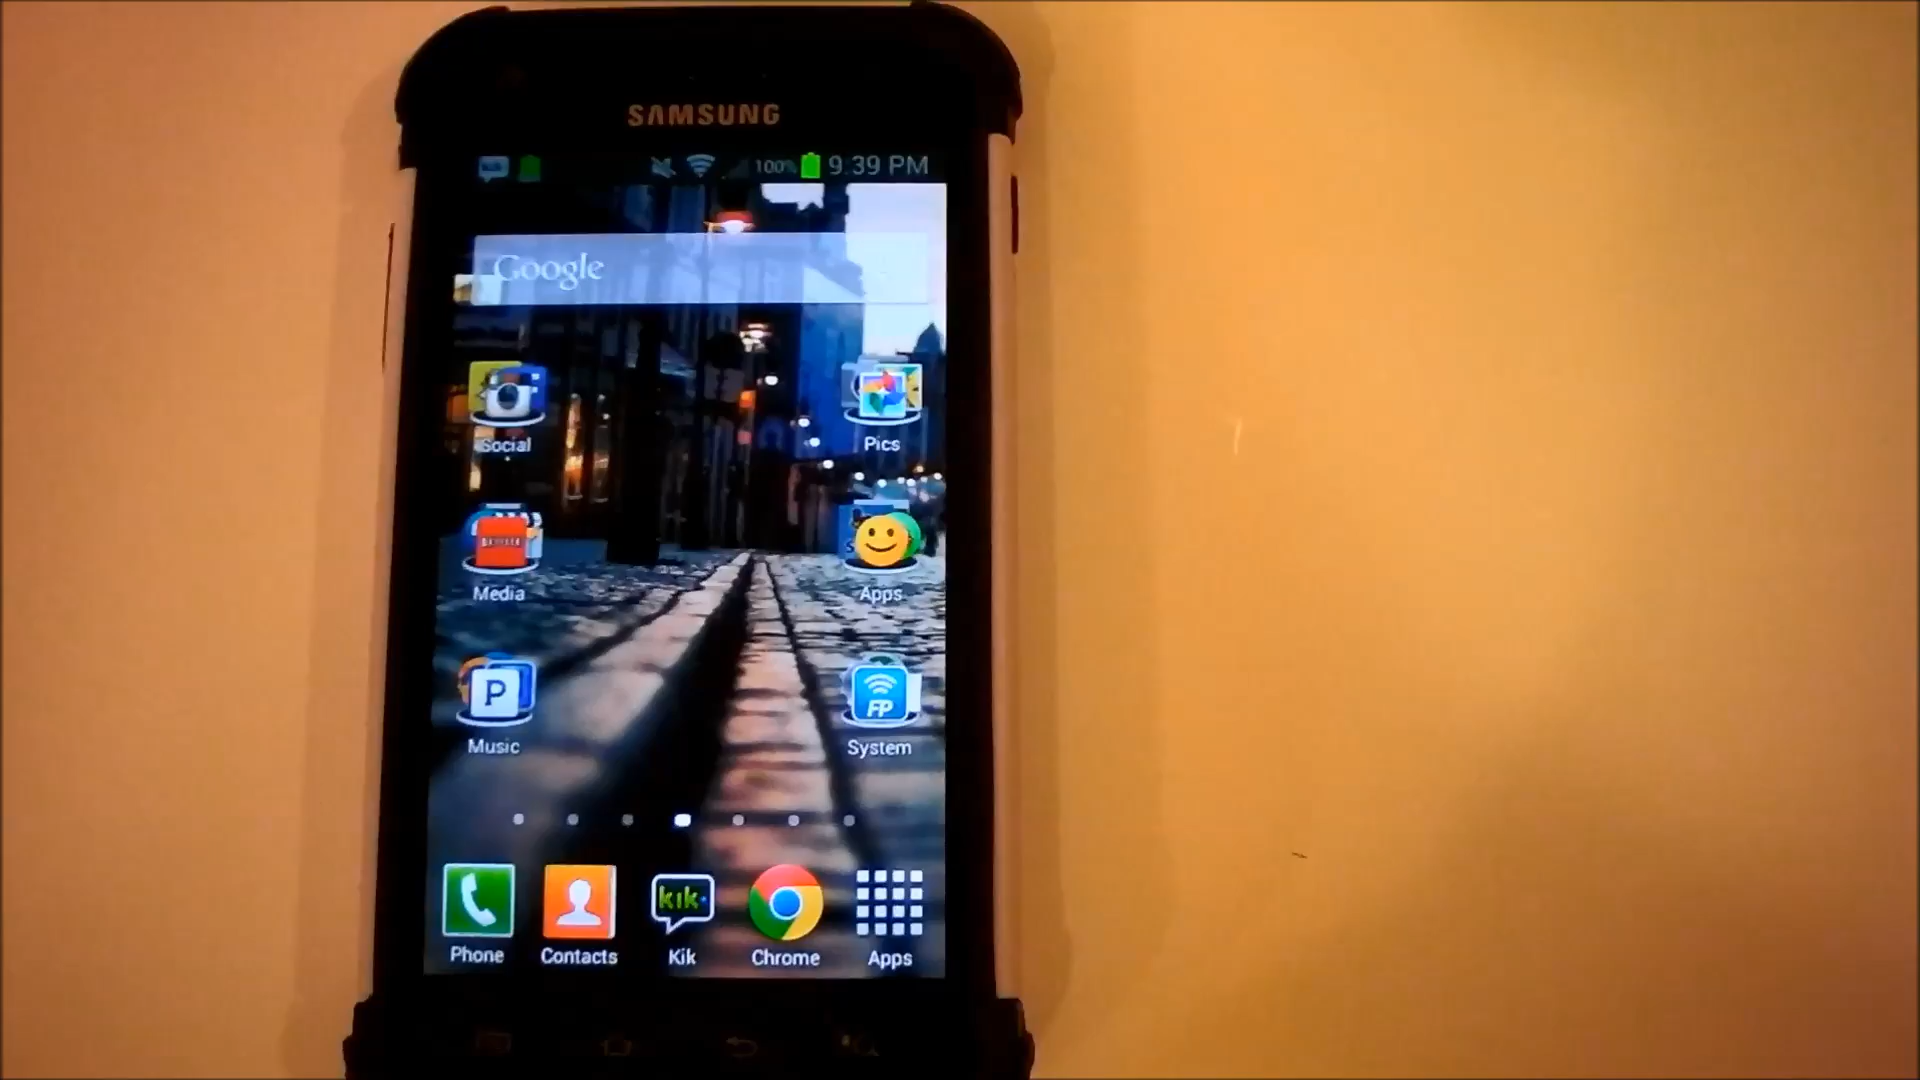 SAMSUNG
100% 9:39 PM
Google
Social
Pics
Media
Apps
P
FP
Music
System
kik
Phone
Contacts
Kik
Chrome
Apps